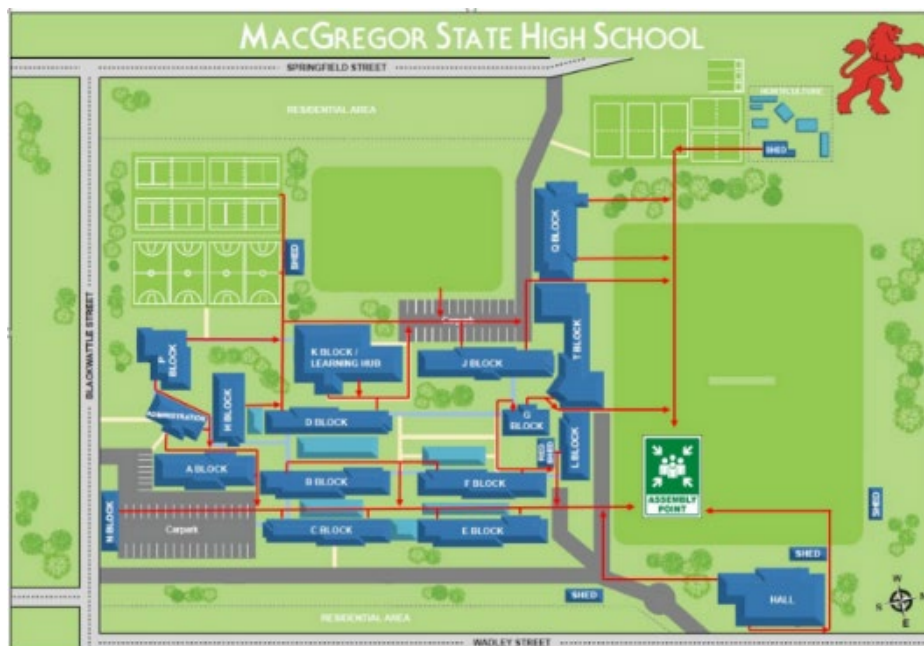 MACGREGOR STATE HIGH SCHOOL
SPRINGFIELD STREET
RESIDENTIAL AREA
HORTICULTURE
SHED
Q BLOCK
SHED
BLACKWATTLE STREET
Carpark
T BLOCK
P BLOCK
K BLOCK /
LEARNING HUB
J BLOCK
ADMINISTRATION
H BLOCK
D BLOCK
G
BLOCK
L BLOCK
SHED
A BLOCK
B BLOCK
F BLOCK
ASSEMBLY
POINT
SHED
N BLOCK
Carpark
C BLOCK
E BLOCK
SHED
SHED
HALL
W
S
N
E
RESIDENTIAL AREA
WADLEY STREET